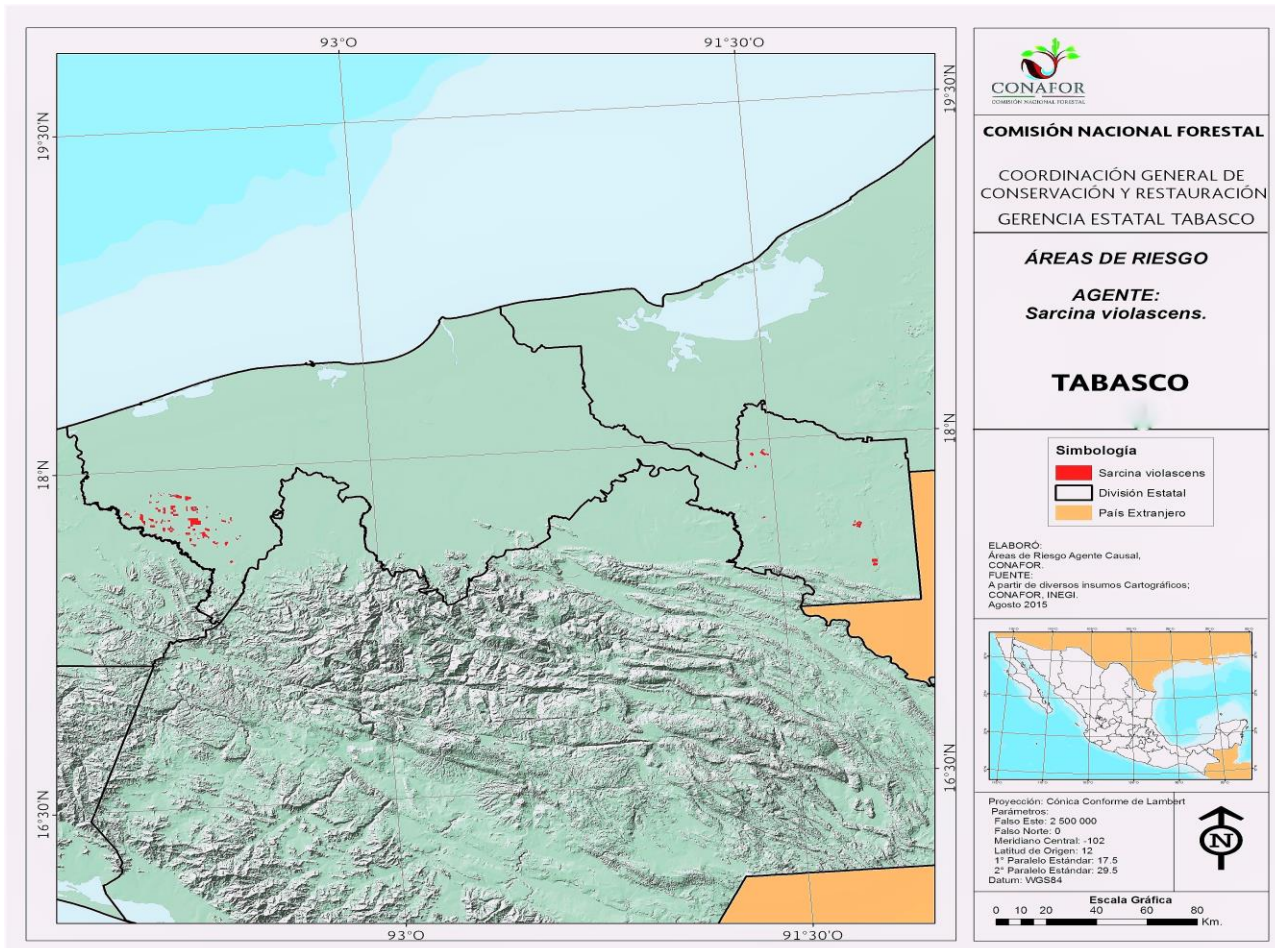 93°O
91°30'O
19°30'N
19°30'N
18°N
18°N
16°30'N
16°30'N
93°O
91°30'O
CONAFOR
COMISIÓN NACIONAL FORESTAL
COMISIÓN NACIONAL FORESTAL
COORDINACIÓN GENERAL DE
CONSERVACIÓN Y RESTAURACIÓN
GERENCIA ESTATAL TABASCO
ÁREAS DE RIESGO
AGENTE:
Sarcina violascens.
TABASCO
Simbología
Sarcina violascens
División Estatal
País Extranjero
ELABORÓ:
Áreas de Riesgo Agente Causal,
CONAFOR.
FUENTE:
A partir de diversos insumos Cartográficos;
CONAFOR, INEGI.
Agosto 2015
Proyección: Cónica Conforme de Lambert
Parámetros:
Falso Este: 2 500 000
Falso Norte: 0
Meridiano Central: -102
Latitud de Origen: 12
1° Paralelo Estándar: 17.5
2° Paralelo Estándar: 29.5
Datum: WGS84
N
Escala Gráfica
0 10 20 40 60 80
Km.